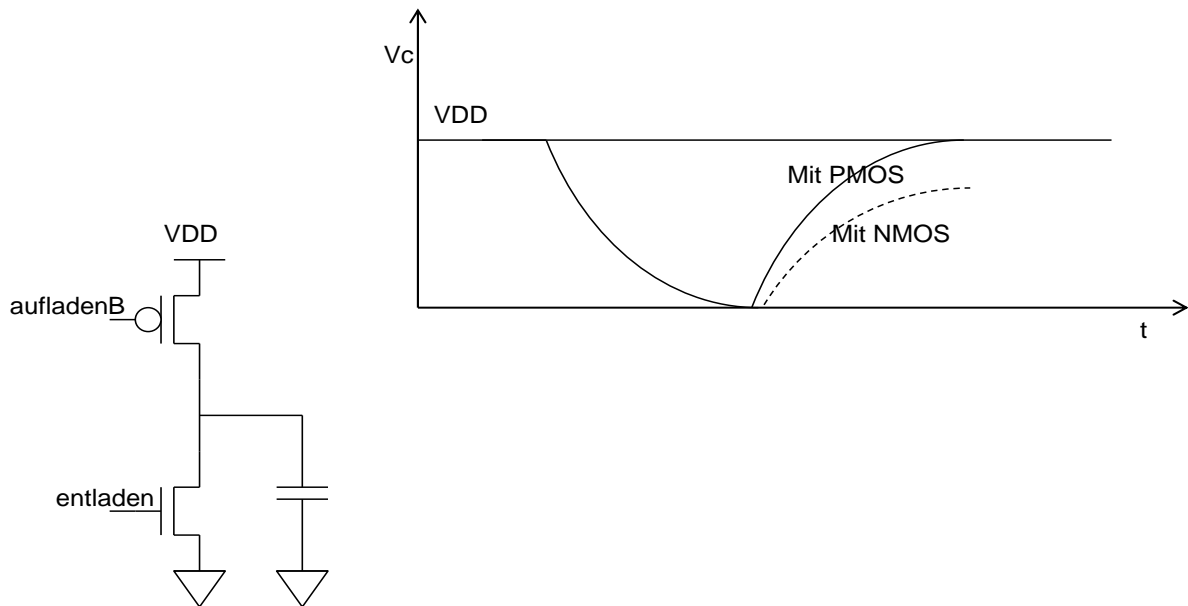 Vc
VDD
Mit PMOS
Mit NMOS
t
VDD
aufladenB
entladen